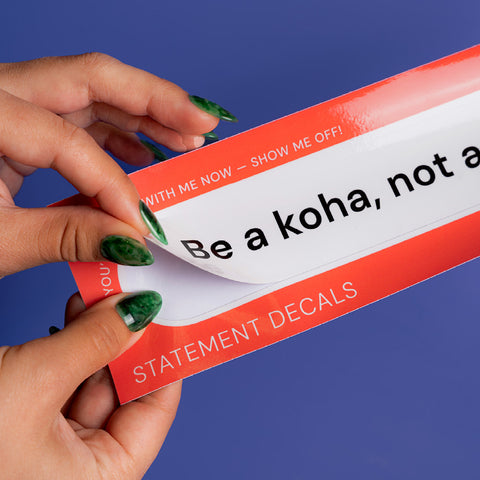 WITH ME NOW — SHOW ME OFF!
Be a koha, not a
STATEMENT DECALS